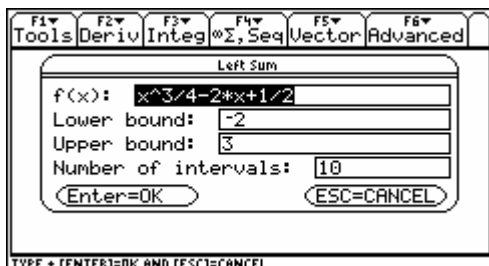 F1▾ F2▾ F3▾ F4▾ F5▾ F6▾
Tools Deriv Integ ∞Σ,Seq Vector Advanced
Left Sum
f(x): x^3/4-2*x+1/2
Lower bound: -2
Upper bound: 3
Number of intervals: 10
Enter=OK ESC=CANCEL
TYPE + [ENTER]=OK AND [ESC]=CANCEL